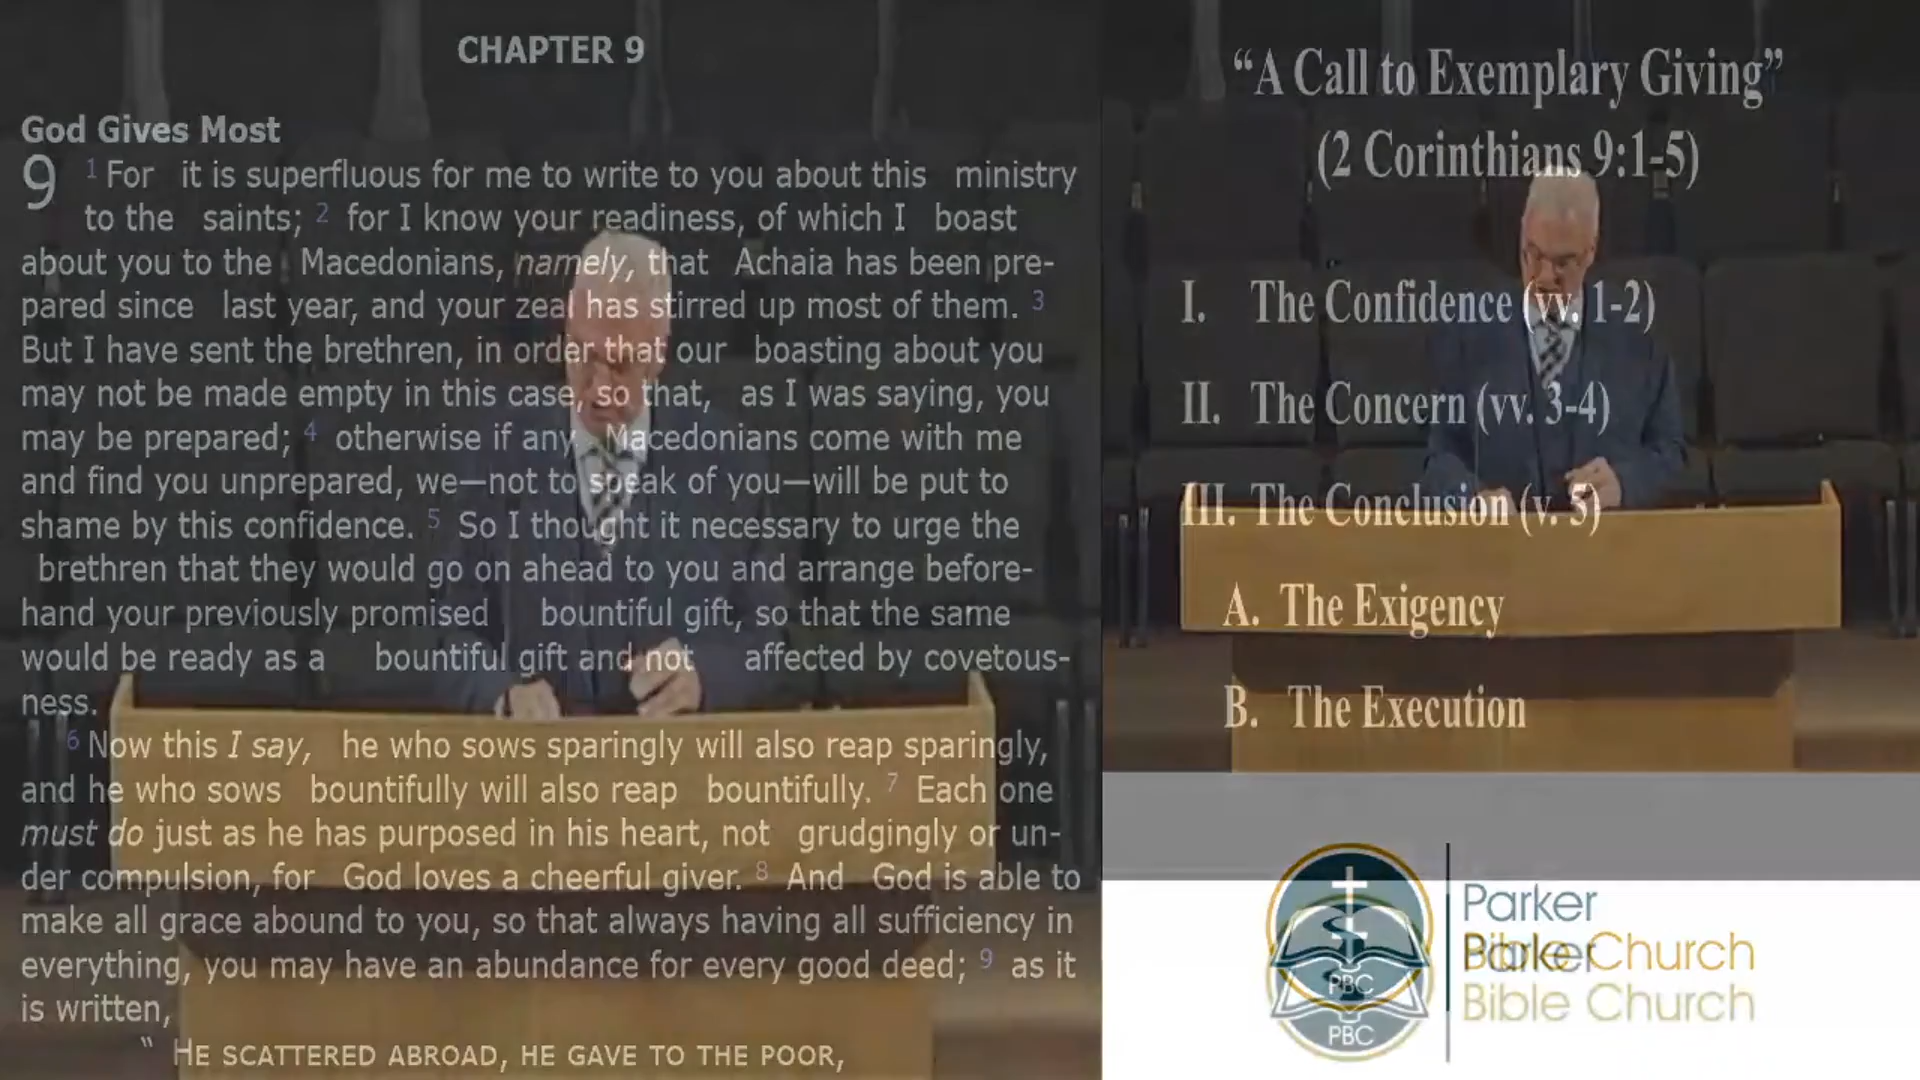 CHAPTER 9
God Gives Most
9 1 For it is superfluous for me to write to you about this ministry
to the saints; 2 for I know your readiness, of which I boast
about you to the Macedonians, namely, that Achaia has been pre-
pared since last year, and your zeal has stirred up most of them. 3
But I have sent the brethren, in order that our boasting about you
may not be made empty in this case, so that, as I was saying, you
may be prepared; 4 otherwise if any Macedonians come with me
and find you unprepared, we—not to speak of you—will be put to
shame by this confidence. 5 So I thought it necessary to urge the
brethren that they would go on ahead to you and arrange before-
hand your previously promised bountiful gift, so that the same
would be ready as a bountiful gift and not affected by covetous-
ness.
6 Now this I say, he who sows sparingly will also reap sparingly,
and he who sows bountifully will also reap bountifully. 7 Each one
must do just as he has purposed in his heart, not grudgingly or un-
der compulsion, for God loves a cheerful giver. 8 And God is able to
make all grace abound to you, so that always having all sufficiency in
everything, you may have an abundance for every good deed; 9 as it
is written,
“ HE SCATTERED ABROAD, HE GAVE TO THE POOR,
“A Call to Exemplary Giving”
(2 Corinthians 9:1-5)
I. The Confidence (vv. 1-2)
II. The Concern (vv. 3-4)
III. The Conclusion (v. 5)
A. The Exigency
B. The Execution
PBC
PBC
Parker
Bible Church
Parker
Bible Church